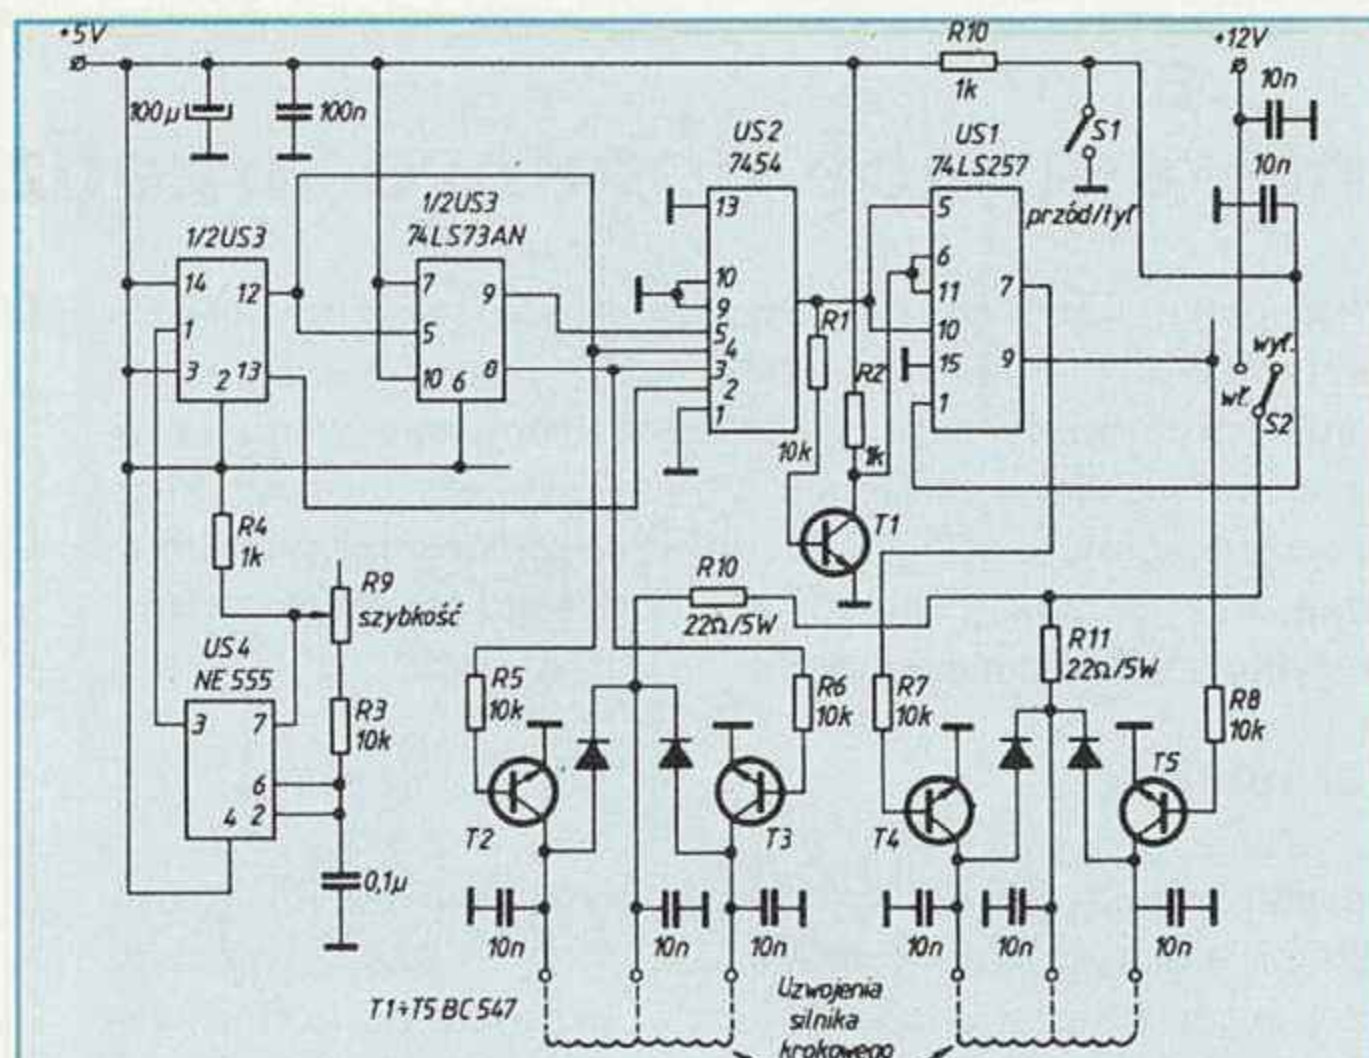 +5V
R10
1k
+12V
10n
10n
100µ
100n
US2
7454
US1
74LS257
S1
przód/tył
1/2US3
1/2US3
74LS73AN
14
12
1
3
2
13
7
9
5
10
6
8
13
10
9
5
4
3
2
1
R1
10k
R2
1k
5
6
11
10
15
1
7
9
wył.
wł.
S2
T1
R4
1k
R9
szybkość
US4
NE 555
3
7
6
4
2
R3
10k
0,1µ
R10
22Ω/5W
R11
22Ω/5W
R5
10k
R6
10k
R7
10k
R8
10k
T2
T3
T4
T5
10n
10n
10n
10n
10n
10n
T1÷T5 BC 547
Uzwojenia
silnika
krokowego